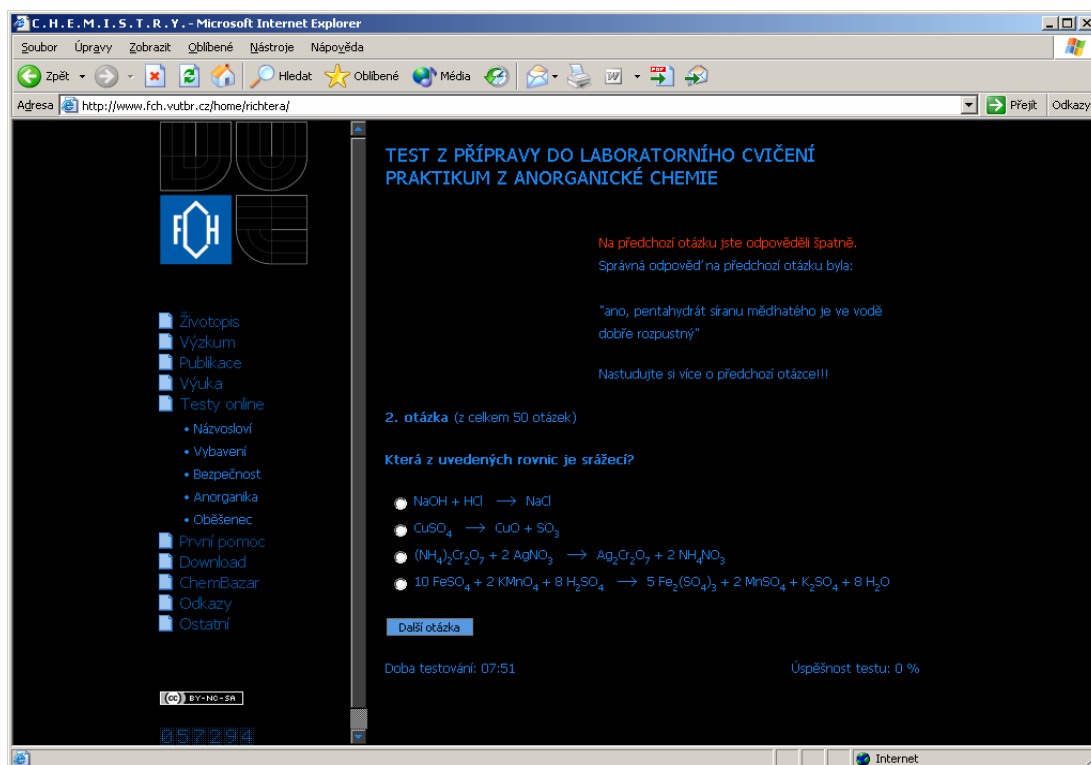 C.H.E.M.I.S.T.R.Y. - Microsoft Internet Explorer
Soubor Úpravy Zobrazit Oblíbené Nástroje Nápověda
Zpět Hledat Oblíbené Média
Adresa http://www.fch.vutbr.cz/home/richtera/ Přejít Odkazy
FCH
Životopis
Výzkum
Publikace
Výuka
Testy online
• Názvosloví
• Vybavení
• Bezpečnost
• Anorganika
• Oběšenec
První pomoc
Download
ChemBazar
Odkazy
Ostatní
(cc) BY-NC-SA
057294
TEST Z PŘÍPRAVY DO LABORATORNÍHO CVIČENÍ
PRAKTIKUM Z ANORGANICKÉ CHEMIE
Na předchozí otázku jste odpověděli špatně.
Správná odpověď na předchozí otázku byla:
"ano, pentahydrát síranu měďnatého je ve vodě
dobře rozpustný"
Nastudujte si více o předchozí otázce!!!
2. otázka (z celkem 50 otázek)
Která z uvedených rovnic je srážecí?
NaOH + HCl → NaCl
CuSO₄ → CuO + SO₃
(NH₄)₂Cr₂O₇ + 2 AgNO₃ → Ag₂Cr₂O₇ + 2 NH₄NO₃
10 FeSO₄ + 2 KMnO₄ + 8 H₂SO₄ → 5 Fe₂(SO₄)₃ + 2 MnSO₄ + K₂SO₄ + 8 H₂O
Další otázka
Doba testování: 07:51 Úspěšnost testu: 0 %
Internet